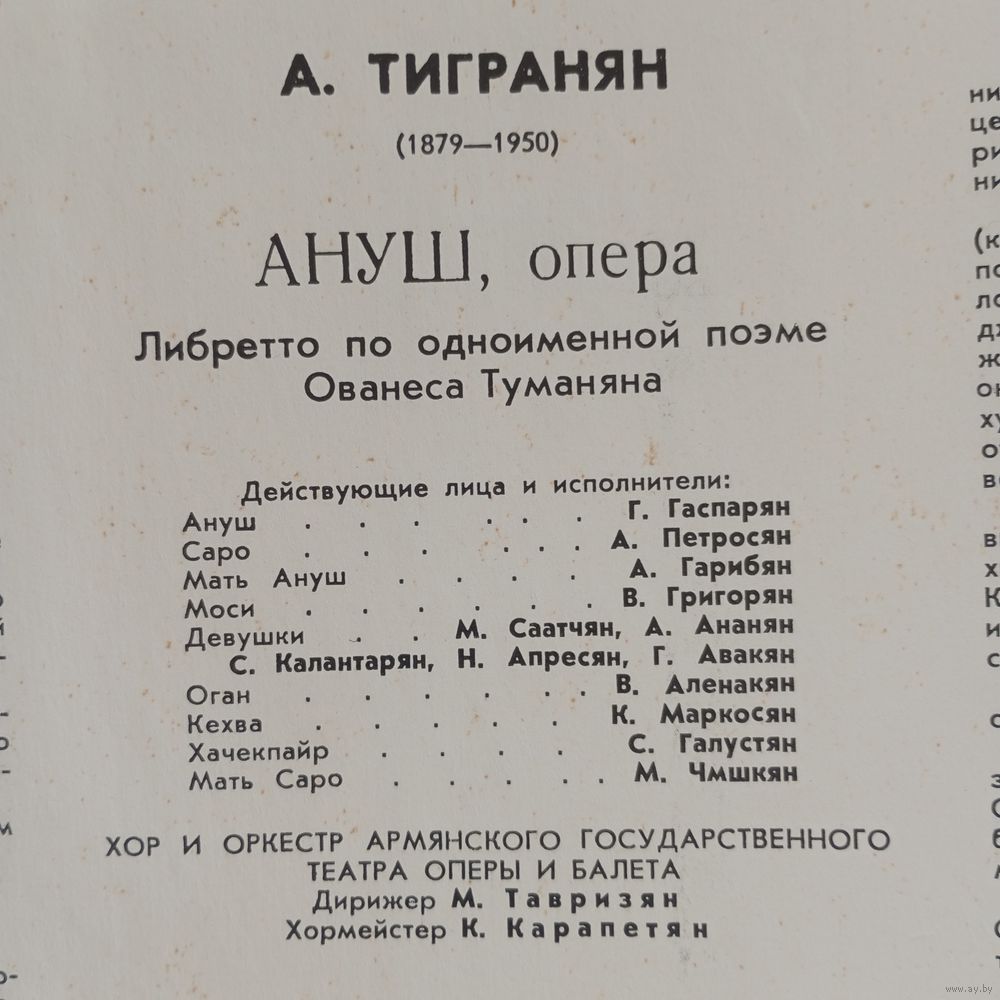 А. ТИГРАНЯН
(1879—1950)
АНУШ, опера
Либретто по одноименной поэме
Ованеса Туманяна
Действующие лица и исполнители:
Ануш . . . . . . Г. Гаспарян
Саро . . . . . . А. Петросян
Мать Ануш . . . . А. Гарибян
Моси . . . . . . В. Григорян
Девушки . . М. Саатчян, А. Ананян
С. Калантарян, Н. Апресян, Г. Авакян
Оган . . . . . . . В. Аленакян
Кехва . . . . . К. Маркосян
Хачекпайр . . . . С. Галустян
Мать Саро . . . . . М. Чмшкян
ХОР И ОРКЕСТР АРМЯНСКОГО ГОСУДАРСТВЕННОГО
ТЕАТРА ОПЕРЫ И БАЛЕТА
Дирижер М. Тавризян
Хормейстер К. Карапетян
www.ay.by